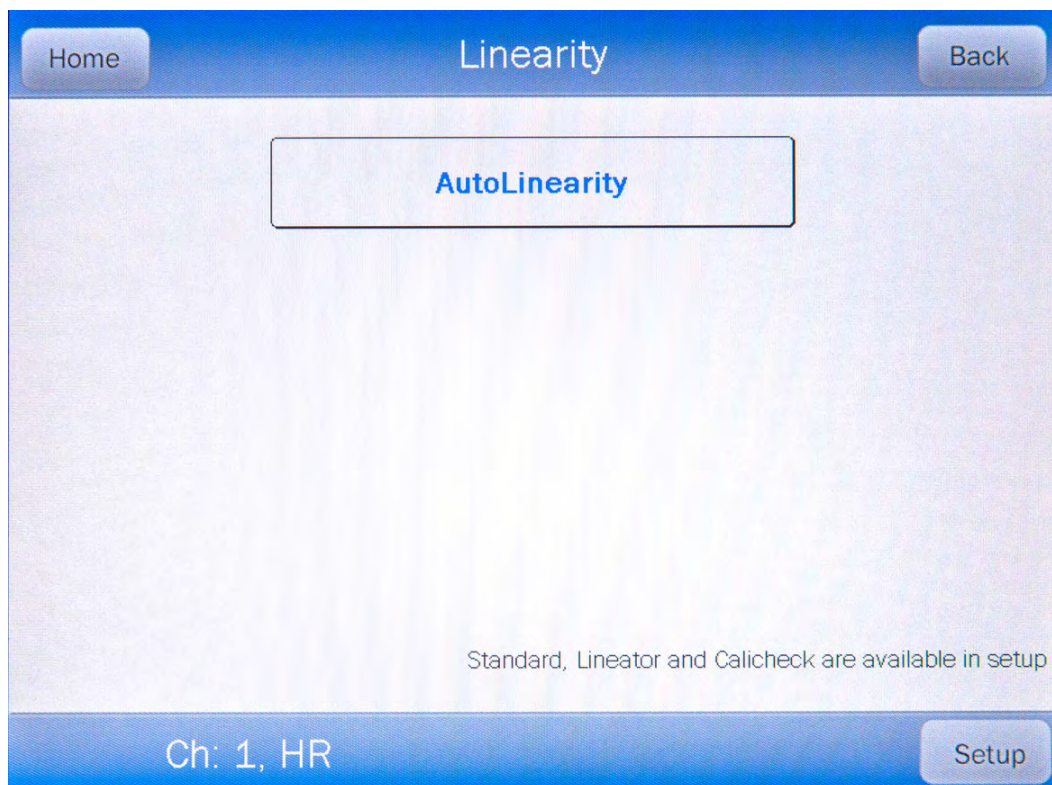 Home
Linearity
Back
AutoLinearity
Standard, Lineator and Calicheck are available in setup
Ch: 1, HR
Setup